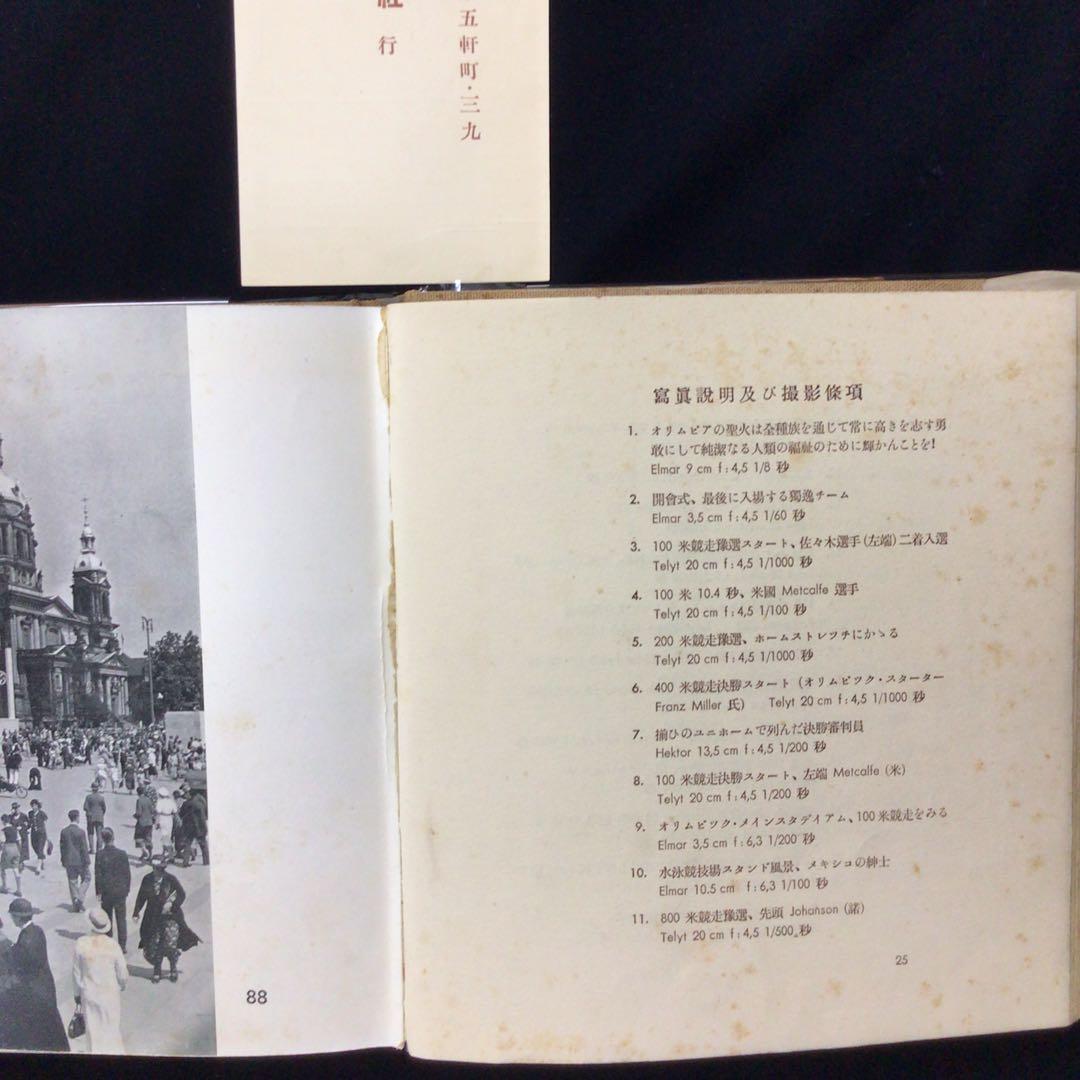 五軒町・三九
社行
88
寫眞說明及び撮影條項
1. オリムピアの聖火は全種族を通じて常に高きを志す勇
敢にして純潔なる人類の福祉のために輝かんことを!
Elmar 9 cm f:4,5 1/8 秒
2. 開會式、最後に入場する獨逸チーム
Elmar 3,5 cm f:4,5 1/60 秒
3. 100 米競走豫選スタート、佐々木選手(左端)二着入選
Telyt 20 cm f:4,5 1/1000 秒
4. 100 米 10.4 秒、米國 Metcalfe 選手
Telyt 20 cm f:4,5 1/100 秒
5. 200 米競走豫選、ホームストレツチにかゝる
Telyt 20 cm f:4,5 1/1000 秒
6. 400 米競走決勝スタート (オリムピツク・スターター
Franz Miller 氏) Telyt 20 cm f:4,5 1/1000 秒
7. 揃ひのユニホームで列んだ決勝審判員
Hektor 13,5 cm f:4,5 1/200 秒
8. 100 米競走決勝スタート、左端 Metcalfe (米)
Telyt 20 cm f:4,5 1/200 秒
9. オリムピツク・メインスタデイアム、100米競走をみる
Elmar 3,5 cm f:6,3 1/200 秒
10. 水泳競技場スタンド風景、メキシコの紳士
Elmar 10.5 cm f:6,3 1/100 秒
11. 800 米競走豫選、先頭 Johanson (諾)
Telyt 20 cm f:4,5 1/500 秒
25